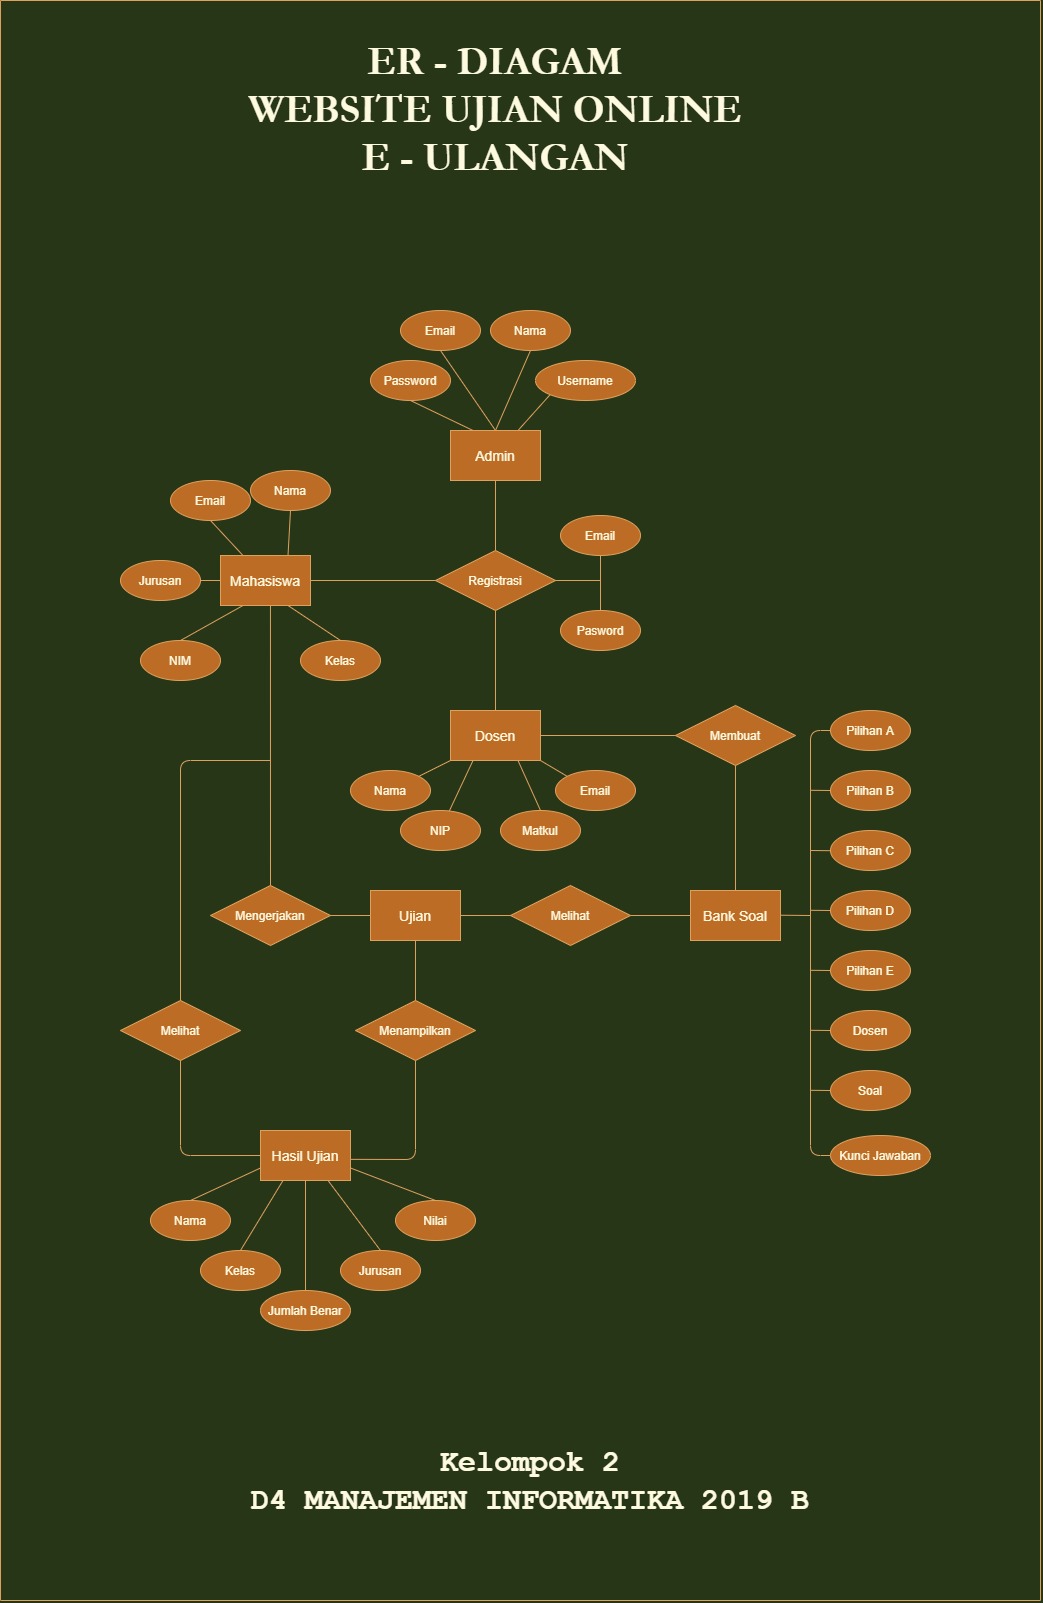 ER - DIAGAM
WEBSITE UJIAN ONLINE
E - ULANGAN
Email
Nama
Password
Username
Admin
Email
Nama
Email
Jurusan
Mahasiswa
Registrasi
Pasword
NIM
Kelas
Dosen
Membuat
Pilihan A
Nama
Email
Pilihan B
NIP
Matkul
Pilihan C
Mengerjakan
Ujian
Melihat
Bank Soal
Pilihan D
Pilihan E
Melihat
Menampilkan
Dosen
Soal
Hasil Ujian
Kunci Jawaban
Nama
Nilai
Kelas
Jurusan
Jumlah Benar
Kelompok 2
D4 MANAJEMEN INFORMATIKA 2019 B